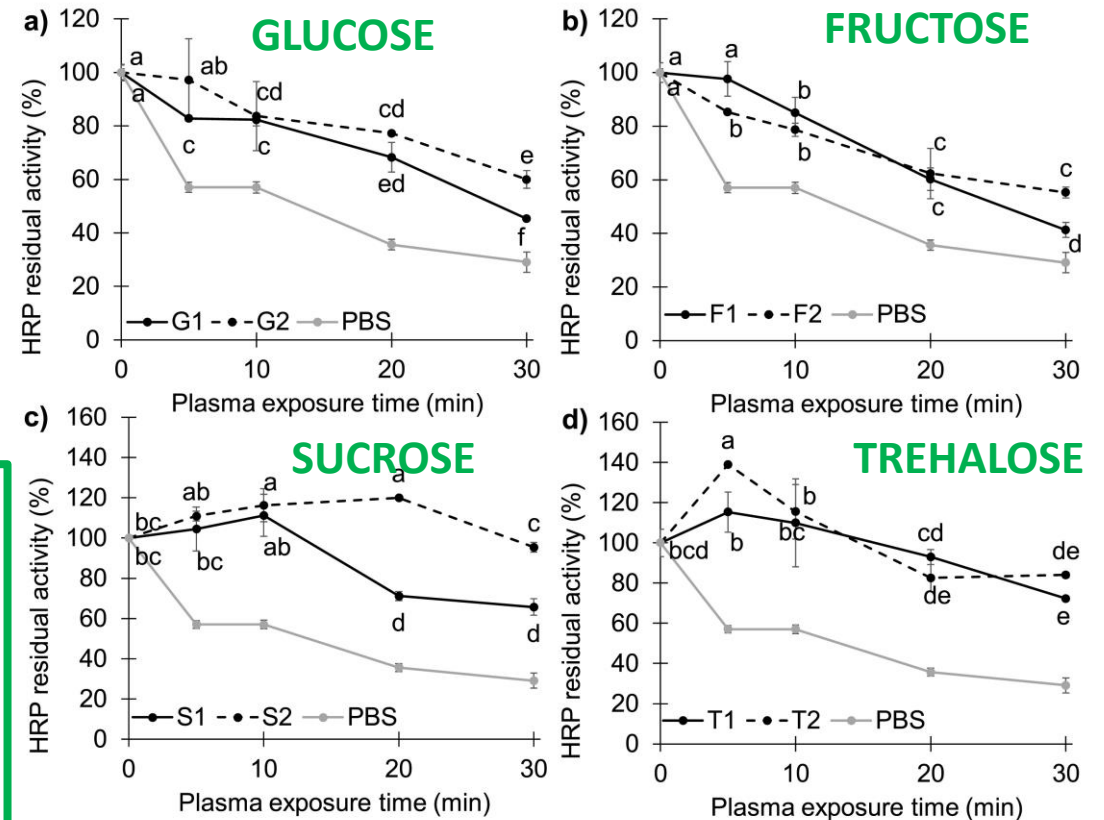 a)
GLUCOSE
HRP residual activity (%)
120
100
80
60
40
20
0
a
a
ab
c
cd
c
cd
ed
e
f
G1 G2 PBS
0 10 20 30
Plasma exposure time (min)
b)
FRUCTOSE
HRP residual activity (%)
120
100
80
60
40
20
0
a
a
a
b
b
b
c
c
c
d
F1 F2 PBS
0 10 20 30
Plasma exposure time (min)
c)
SUCROSE
HRP residual activity (%)
160
140
120
100
80
60
40
20
0
bc
bc
ab
bc
a
ab
a
d
c
d
S1 S2 PBS
0 10 20 30
Plasma exposure time (min)
d)
TREHALOSE
HRP residual activity (%)
160
140
120
100
80
60
40
20
0
bcd
a
b
b
bc
cd
de
de
e
T1 T2 PBS
0 10 20 30
Plasma exposure time (min)